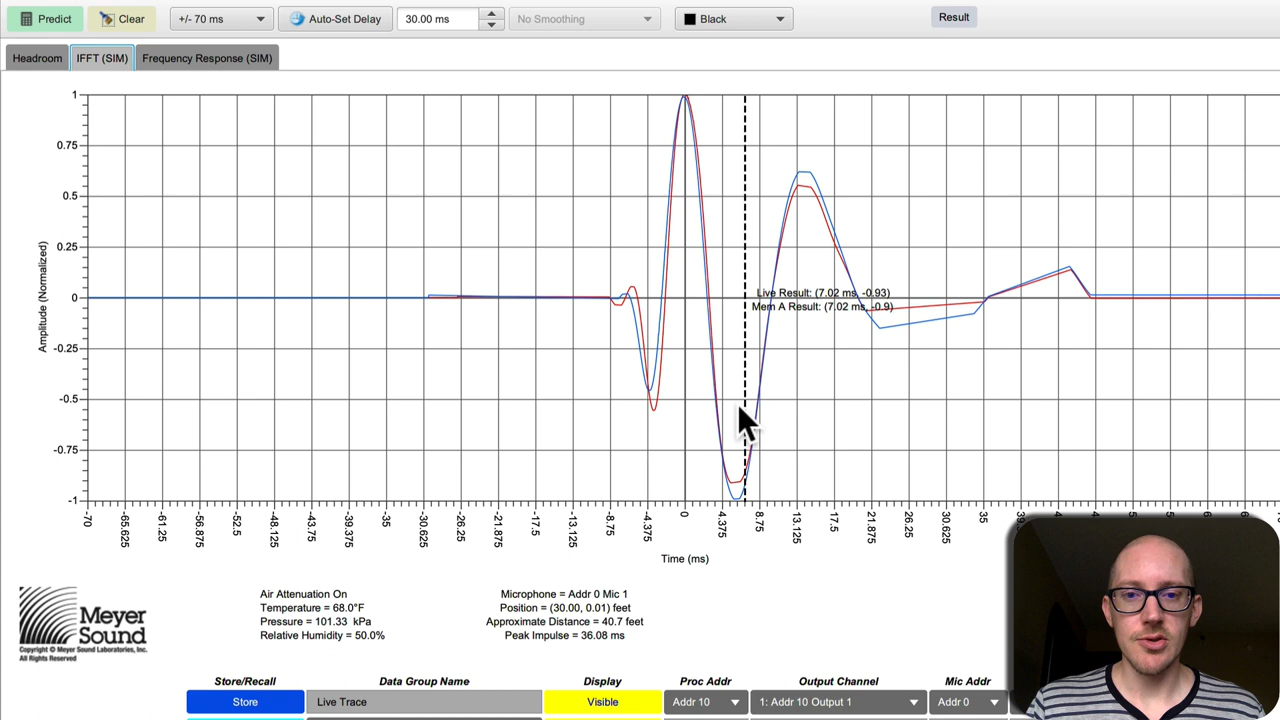 Predict
Clear
+/- 70 ms
Auto-Set Delay
30.00 ms
No Smoothing
Black
Result
Headroom
IFFT (SIM)
Frequency Response (SIM)
1
0.75
0.5
0.25
0
-0.25
-0.5
-0.75
-1
Amplitude (Normalized)
Live Result: (7.02 ms, -0.93)
Mem A Result: (7.02 ms, -0.9)
-70 -65.625 -61.25 -56.875 -52.5 -48.125 -43.75 -39.375 -35 -30.625 -26.25 -21.875 -17.5 -13.125 -8.75 -4.375 0 4.375 8.75 13.125 17.5 21.875 26.25 30.625 35
Time (ms)
Meyer
Sound
Copyright © Meyer Sound Laboratories, Inc.
All Rights Reserved
Air Attenuation On
Temperature = 68.0°F
Pressure = 101.33 kPa
Relative Humidity = 50.0%
Microphone = Addr 0 Mic 1
Position = (30.00, 0.01) feet
Approximate Distance = 40.7 feet
Peak Impulse = 36.08 ms
Store/Recall
Data Group Name
Display
Proc Addr
Output Channel
Mic Addr
Store
Live Trace
Visible
Addr 10
1: Addr 10 Output 1
Addr 0